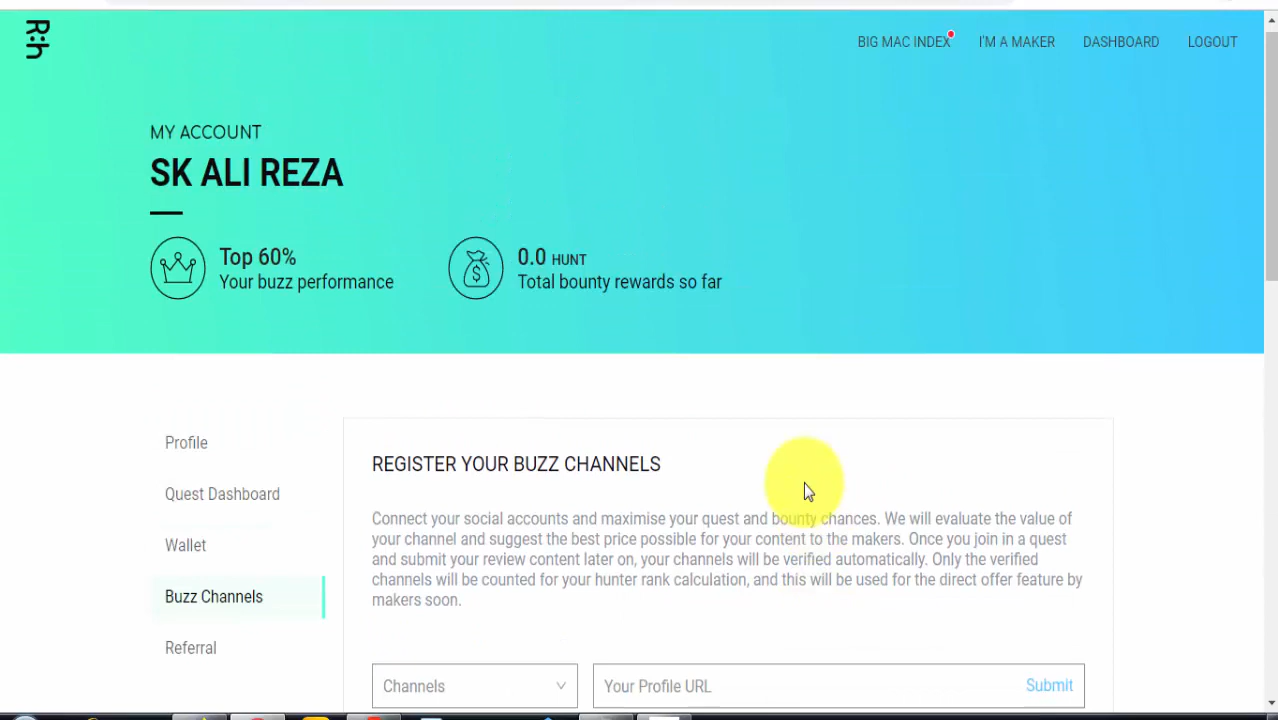 R:h
BIG MAC INDEX I'M A MAKER DASHBOARD LOGOUT
MY ACCOUNT
SK ALI REZA
Top 60%
Your buzz performance
0.0 HUNT
Total bounty rewards so far
Profile
Quest Dashboard
Wallet
Buzz Channels
Referral
REGISTER YOUR BUZZ CHANNELS
Connect your social accounts and maximise your quest and bounty chances. We will evaluate the value of
your channel and suggest the best price possible for your content to the makers. Once you join in a quest
and submit your review content later on, your channels will be verified automatically. Only the verified
channels will be counted for your hunter rank calculation, and this will be used for the direct offer feature by
makers soon.
Channels
Your Profile URL Submit